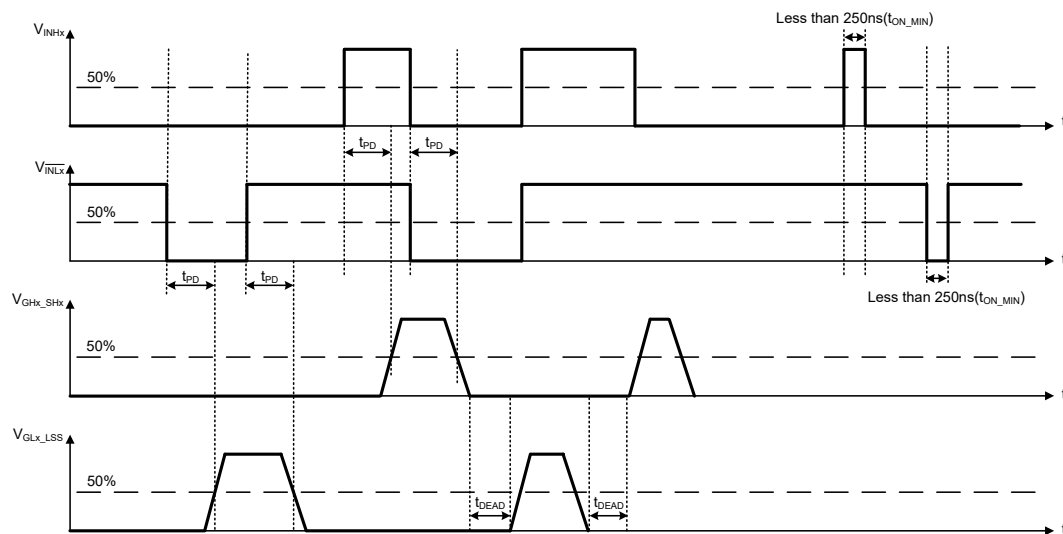 Less than 250ns(tON_MIN)
VINHx
50%
t
tPD tPD
VINLx
50%
t
tPD tPD
Less than 250ns(tON_MIN)
VGHx_SHx
50%
t
VGLx_LSS
50%
tDEAD tDEAD
t